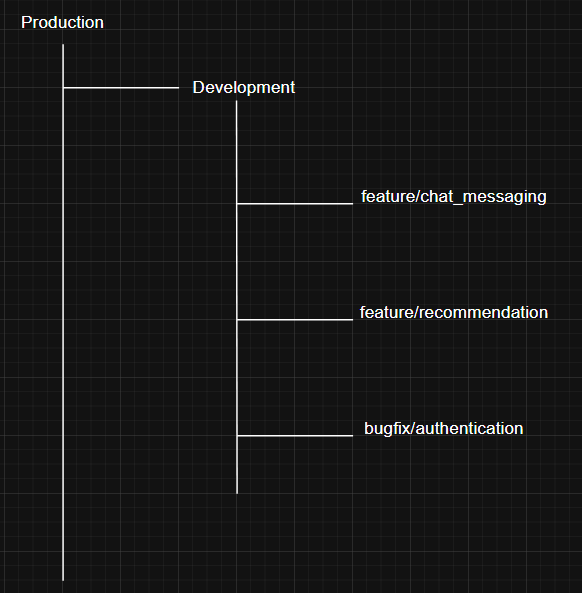 Production
Development
feature/chat_messaging
feature/recommendation
bugfix/authentication